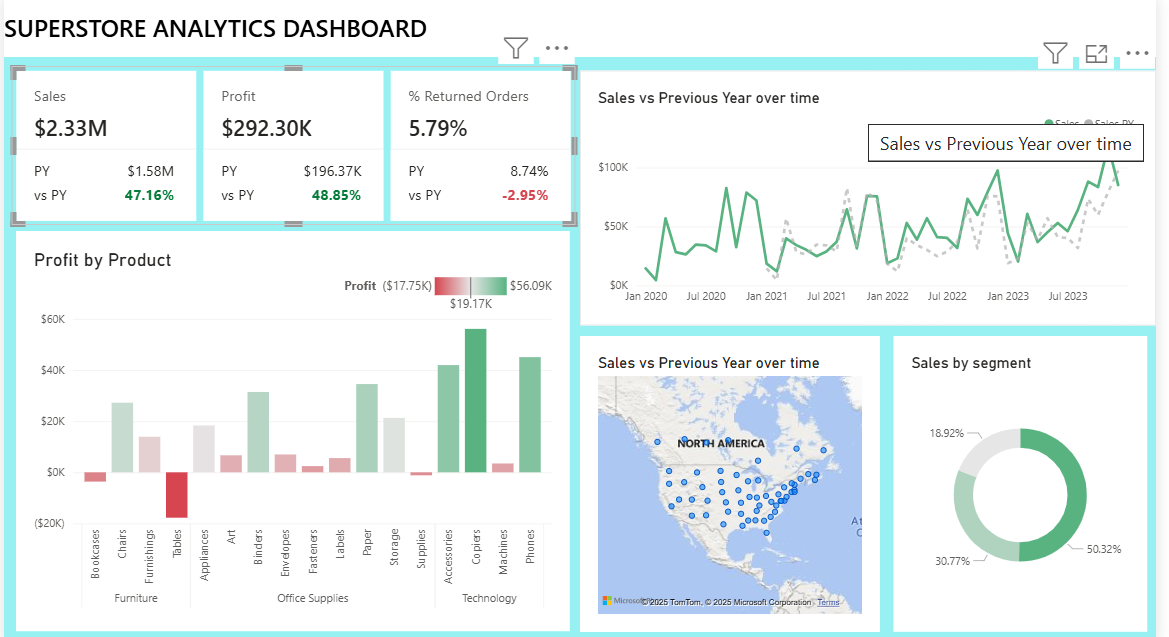 SUPERSTORE ANALYTICS DASHBOARD
Sales
$2.33M
PY $1.58M
vs PY 47.16%
Profit
$292.30K
PY $196.37K
vs PY 48.85%
% Returned Orders
5.79%
PY 8.74%
vs PY -2.95%
Sales vs Previous Year over time
Sales Sales PY
Sales vs Previous Year over time
$100K
$50K
$0K
Jan 2020 Jul 2020 Jan 2021 Jul 2021 Jan 2022 Jul 2022 Jan 2023 Jul 2023
Profit by Product
Profit ($17.75K) $56.09K
$19.17K
$60K
$40K
$20K
$0K
($20K)
Bookcases
Chairs
Furnishings
Tables
Appliances
Art
Binders
Envelopes
Fasteners
Labels
Paper
Storage
Supplies
Accessories
Copiers
Machines
Phones
Furniture Office Supplies Technology
Sales vs Previous Year over time
NORTH AMERICA
At
Microsoft
©2025 TomTom, © 2025 Microsoft Corporation Terms
Sales by segment
18.92%
30.77%
50.32%